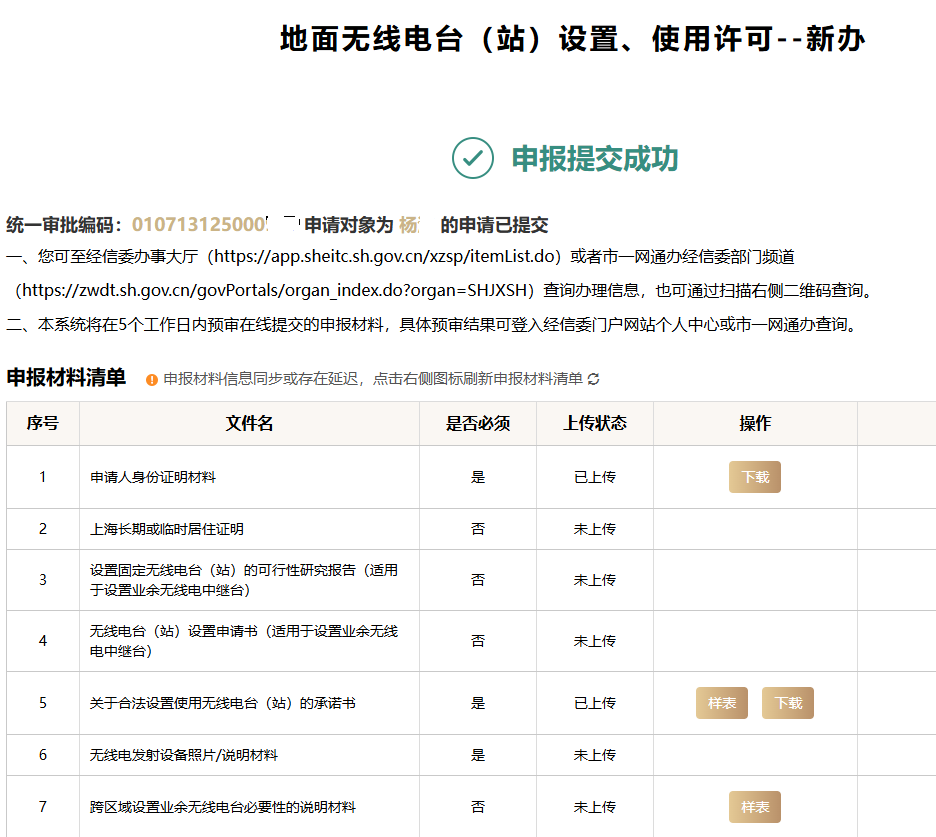 地面无线电台（站）设置、使用许可--新办
申报提交成功
统一审批编码：010713125000 申请对象为 杨 的申请已提交
一、您可至经信委办事大厅（https://app.sheitc.sh.gov.cn/xzsp/itemList.do）或者市一网通办经信委部门频道
（https://zwdt.sh.gov.cn/govPortals/organ_index.do?organ=SHJXSH）查询办理信息，也可通过扫描右侧二维码查询。
二、本系统将在5个工作日内预审在线提交的申报材料，具体预审结果可登入经信委门户网站个人中心或市一网通办查询。
申报材料清单 申报材料信息同步或存在延迟，点击右侧图标刷新申报材料清单
序号 文件名 是否必须 上传状态 操作
1 申请人身份证明材料 是 已上传 下载
2 上海长期或临时居住证明 否 未上传
3 设置固定无线电台（站）的可行性研究报告（适用
于设置业余无线电中继台） 否 未上传
4 无线电台（站）设置申请书（适用于设置业余无线
电中继台） 否 未上传
5 关于合法设置使用无线电台（站）的承诺书 是 已上传 样表 下载
6 无线电发射设备照片/说明材料 是 未上传
7 跨区域设置业余无线电台必要性的说明材料 否 未上传 样表